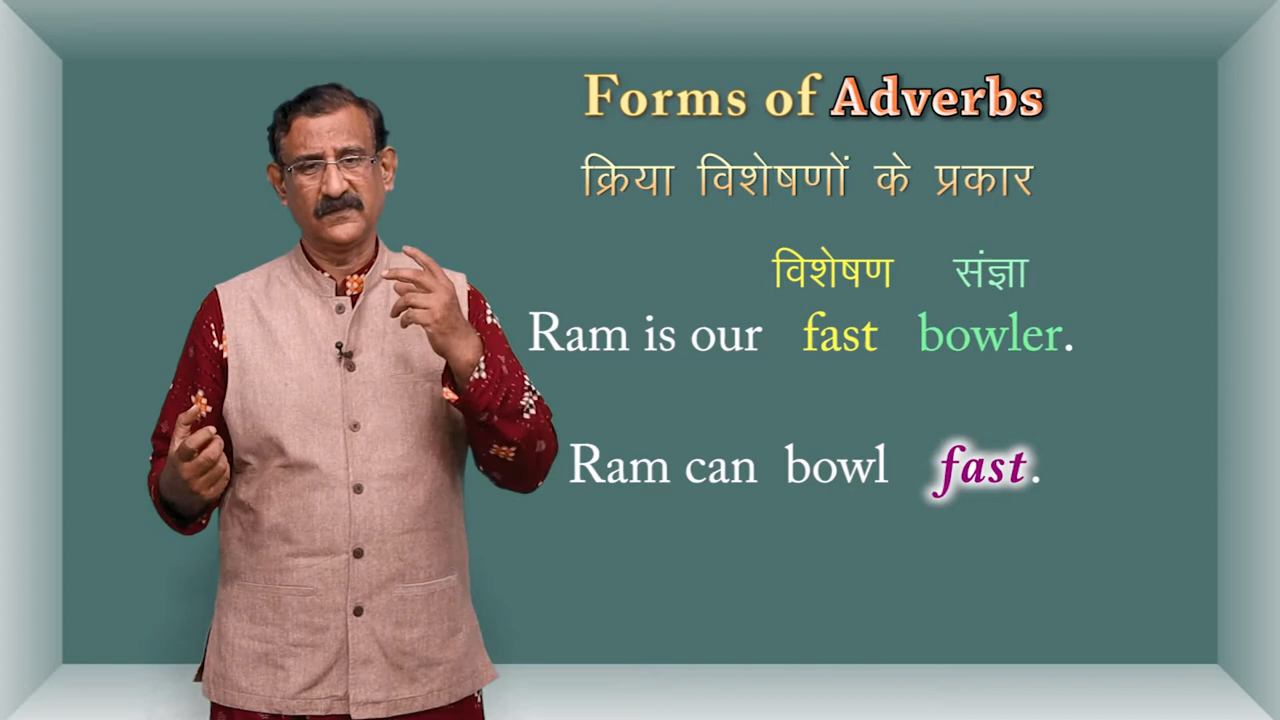 Forms of Adverbs
क्रिया विशेषणों के प्रकार
विशेषण संज्ञा
Ram is our fast bowler.
Ram can bowl fast.